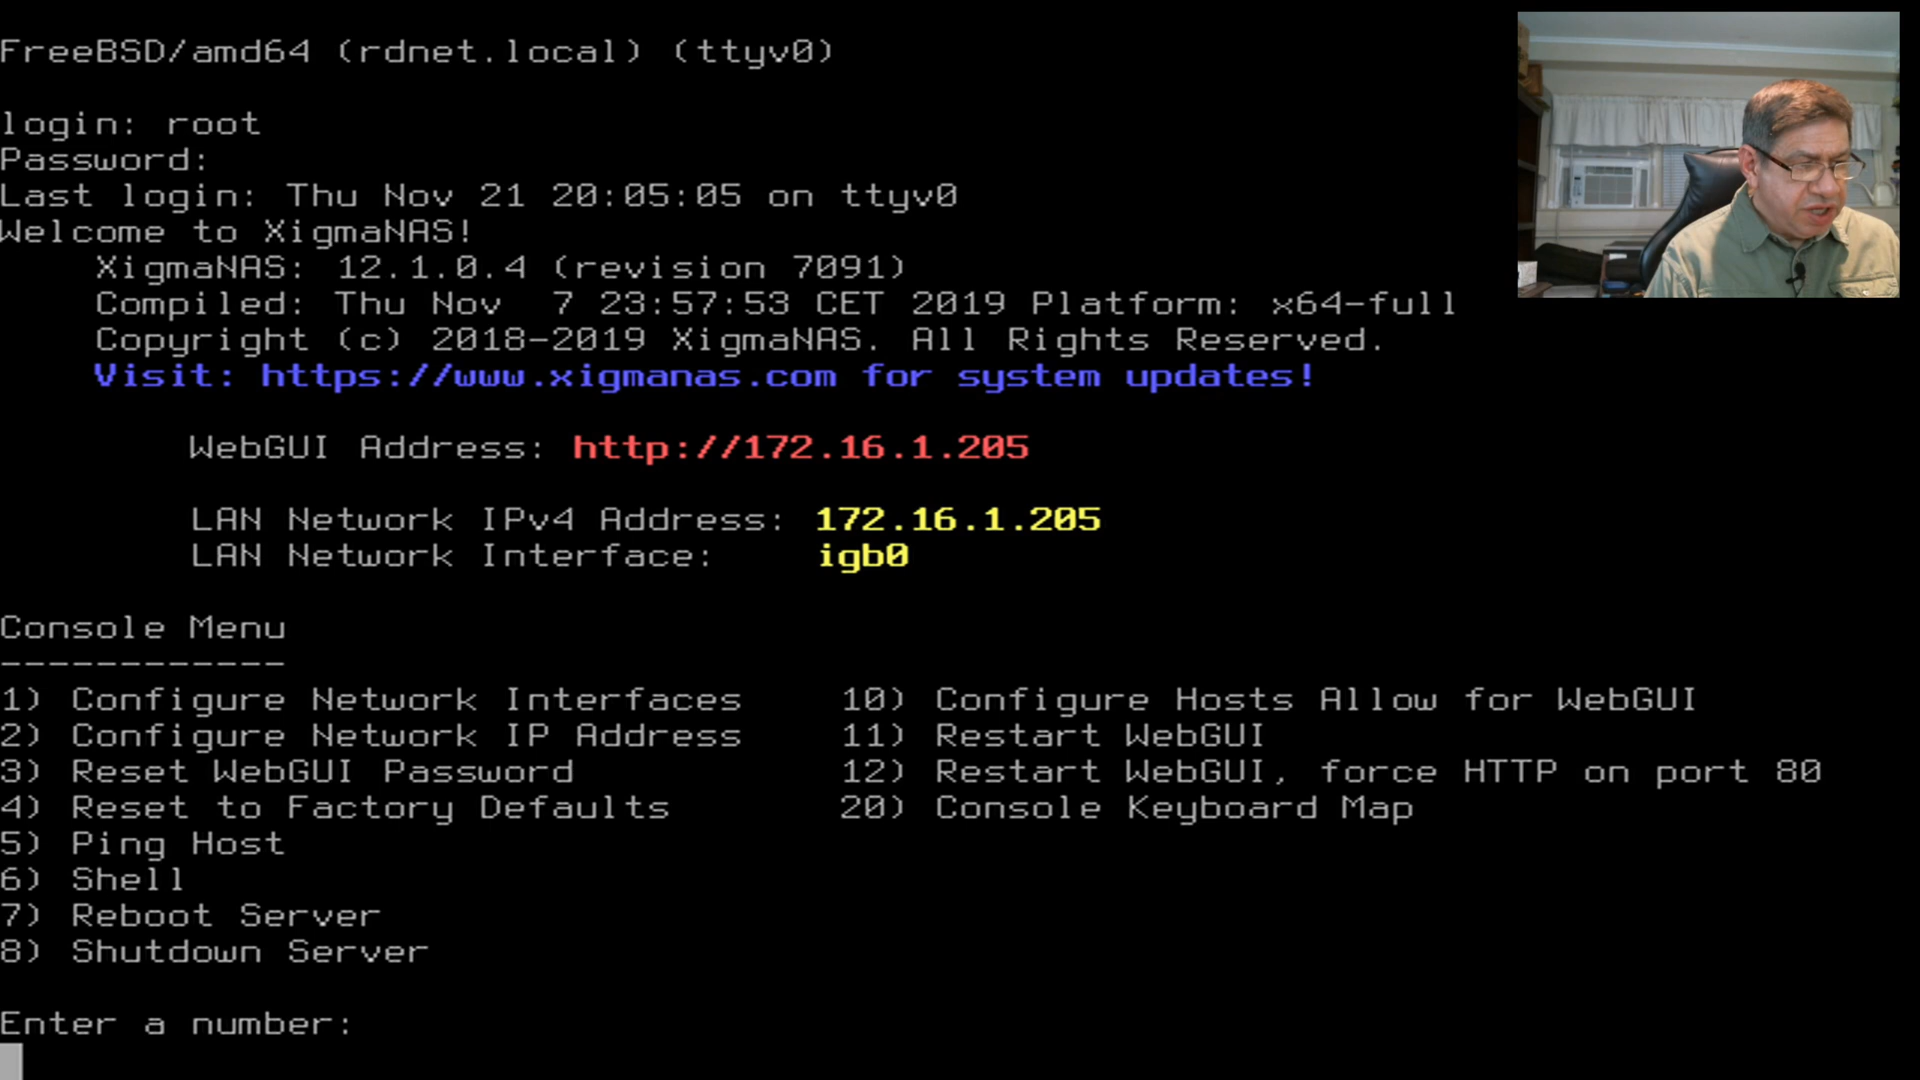 FreeBSD/amd64 (rdnet.local) (ttyv0)
login: root
Password:
Last login: Thu Nov 21 20:05:05 on ttyv0
Welcome to XigmaNAS!
XigmaNAS: 12.1.0.4 (revision 7091)
Compiled: Thu Nov  7 23:57:53 CET 2019 Platform: x64-full
Copyright (c) 2018-2019 XigmaNAS. All Rights Reserved.
Visit: https://www.xigmanas.com for system updates!
WebGUI Address: http://172.16.1.205
LAN Network IPv4 Address: 172.16.1.205
LAN Network Interface: igb0
Console Menu
------------
1) Configure Network Interfaces 10) Configure Hosts Allow for WebGUI
2) Configure Network IP Address 11) Restart WebGUI
3) Reset WebGUI Password 12) Restart WebGUI, force HTTP on port 80
4) Reset to Factory Defaults 20) Console Keyboard Map
5) Ping Host
6) Shell
7) Reboot Server
8) Shutdown Server
Enter a number: